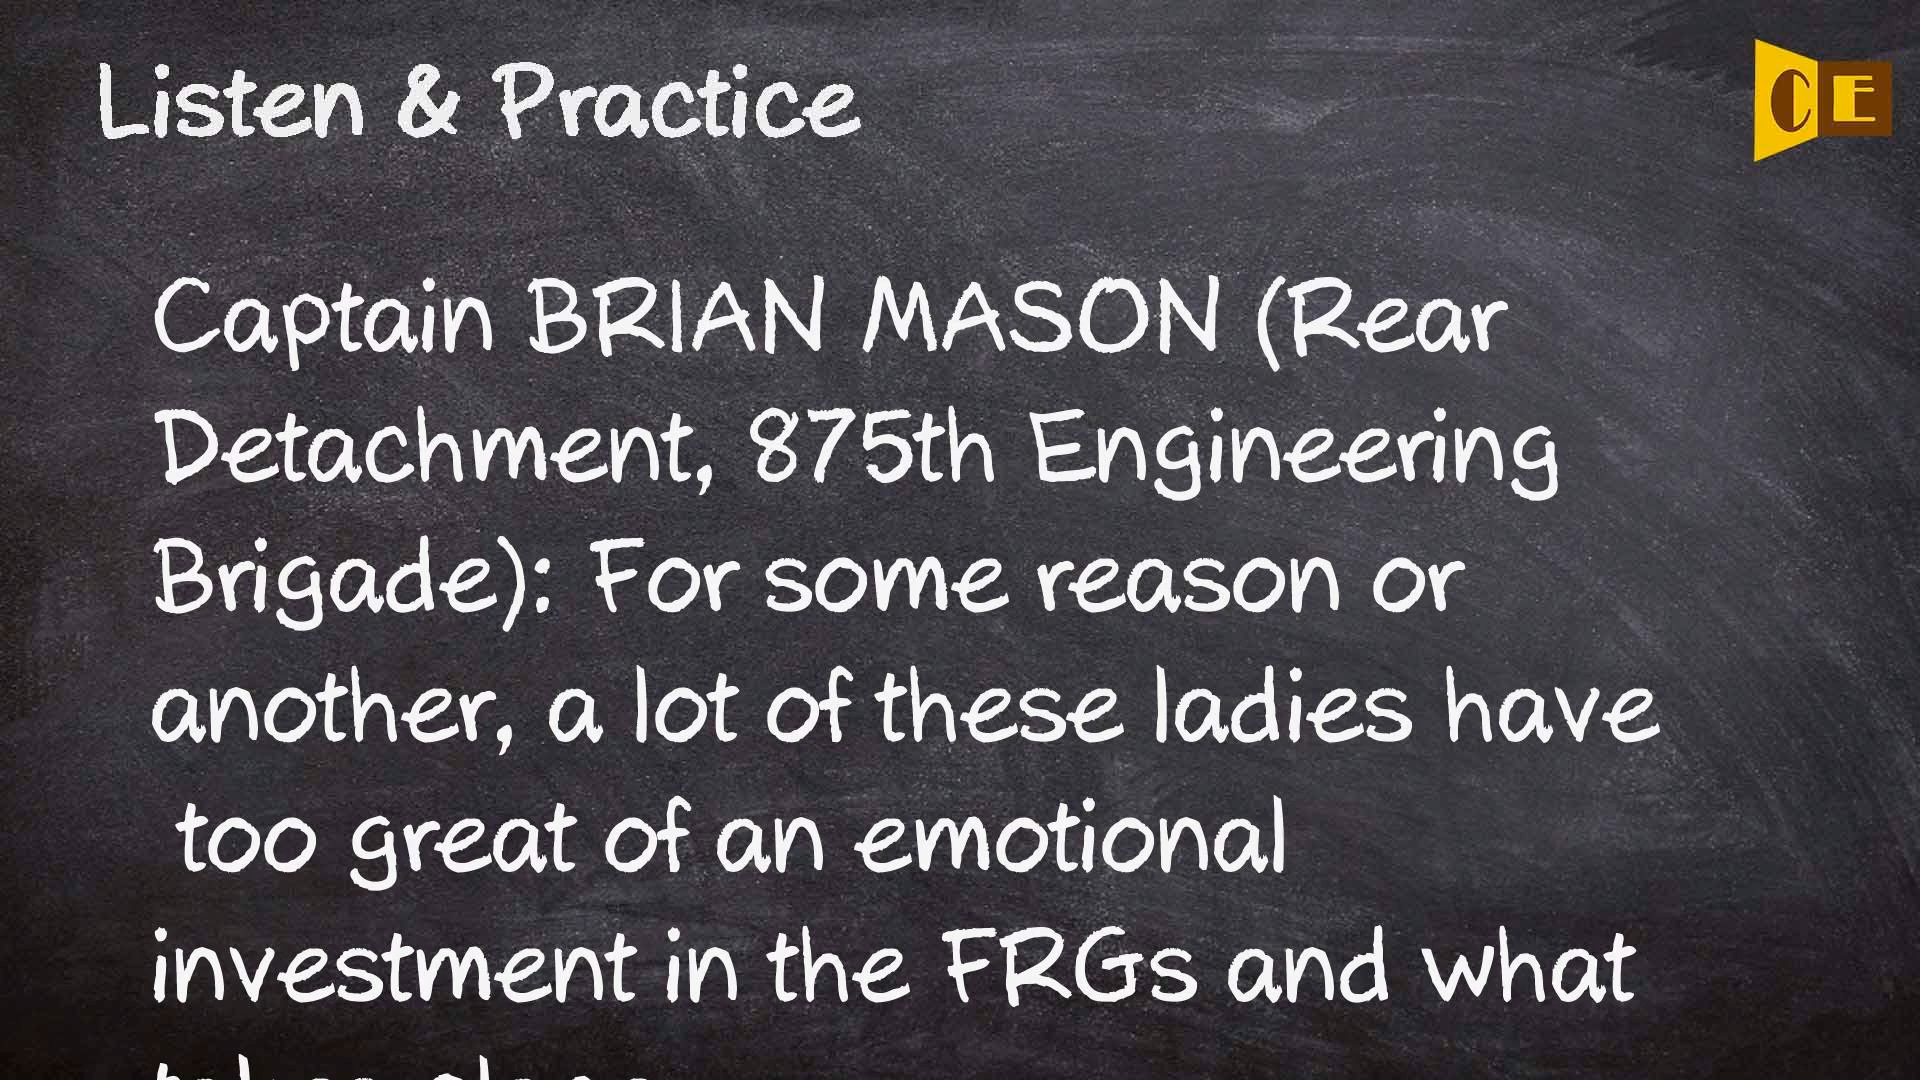 Listen & Practice
CE
Captain BRIAN MASON (Rear
Detachment, 875th Engineering
Brigade): For some reason or
another, a lot of these ladies have
too great of an emotional
investment in the FRGs and what